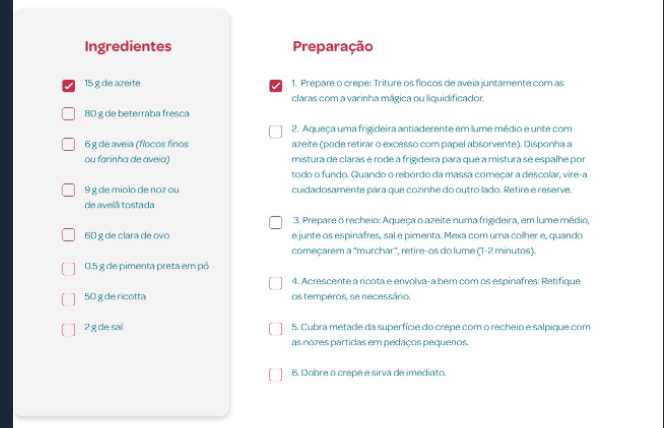 Ingredientes
15 g de azeite
80 g de beterraba fresca
6 g de aveia (flocos finos
ou farinha de aveia)
9 g de miolo de noz ou
de avelã tostada
60 g de clara de ovo
0.5 g de pimenta preta em pó
50 g de ricotta
2 g de sal
Preparação
1. Prepare o crepe: Triture os flocos de aveia juntamente com as
claras com a varinha mágica ou liquidificador.
2. Aqueça uma frigideira antiaderente em lume médio e unte com
azeite (pode retirar o excesso com papel absorvente). Disponha a
mistura de claras e rode a frigideira para que a mistura se espalhe por
todo o fundo. Quando o rebordo da massa começar a descolar, vire-a
cuidadosamente para que cozinhe do outro lado. Retire e reserve.
3. Prepare o recheio: Aqueça o azeite numa frigideira, em lume médio,
e junte os espinafres, sal e pimenta. Mexa com uma colher e, quando
começarem a "murchar", retire-os do lume (1-2 minutos).
4. Acrescente a ricota e envolva-a bem com os espinafres. Retifique
os temperos, se necessário.
5. Cubra metade da superfície do crepe com o recheio e salpique com
as nozes partidas em pedaços pequenos.
6. Dobre o crepe e sirva de imediato.